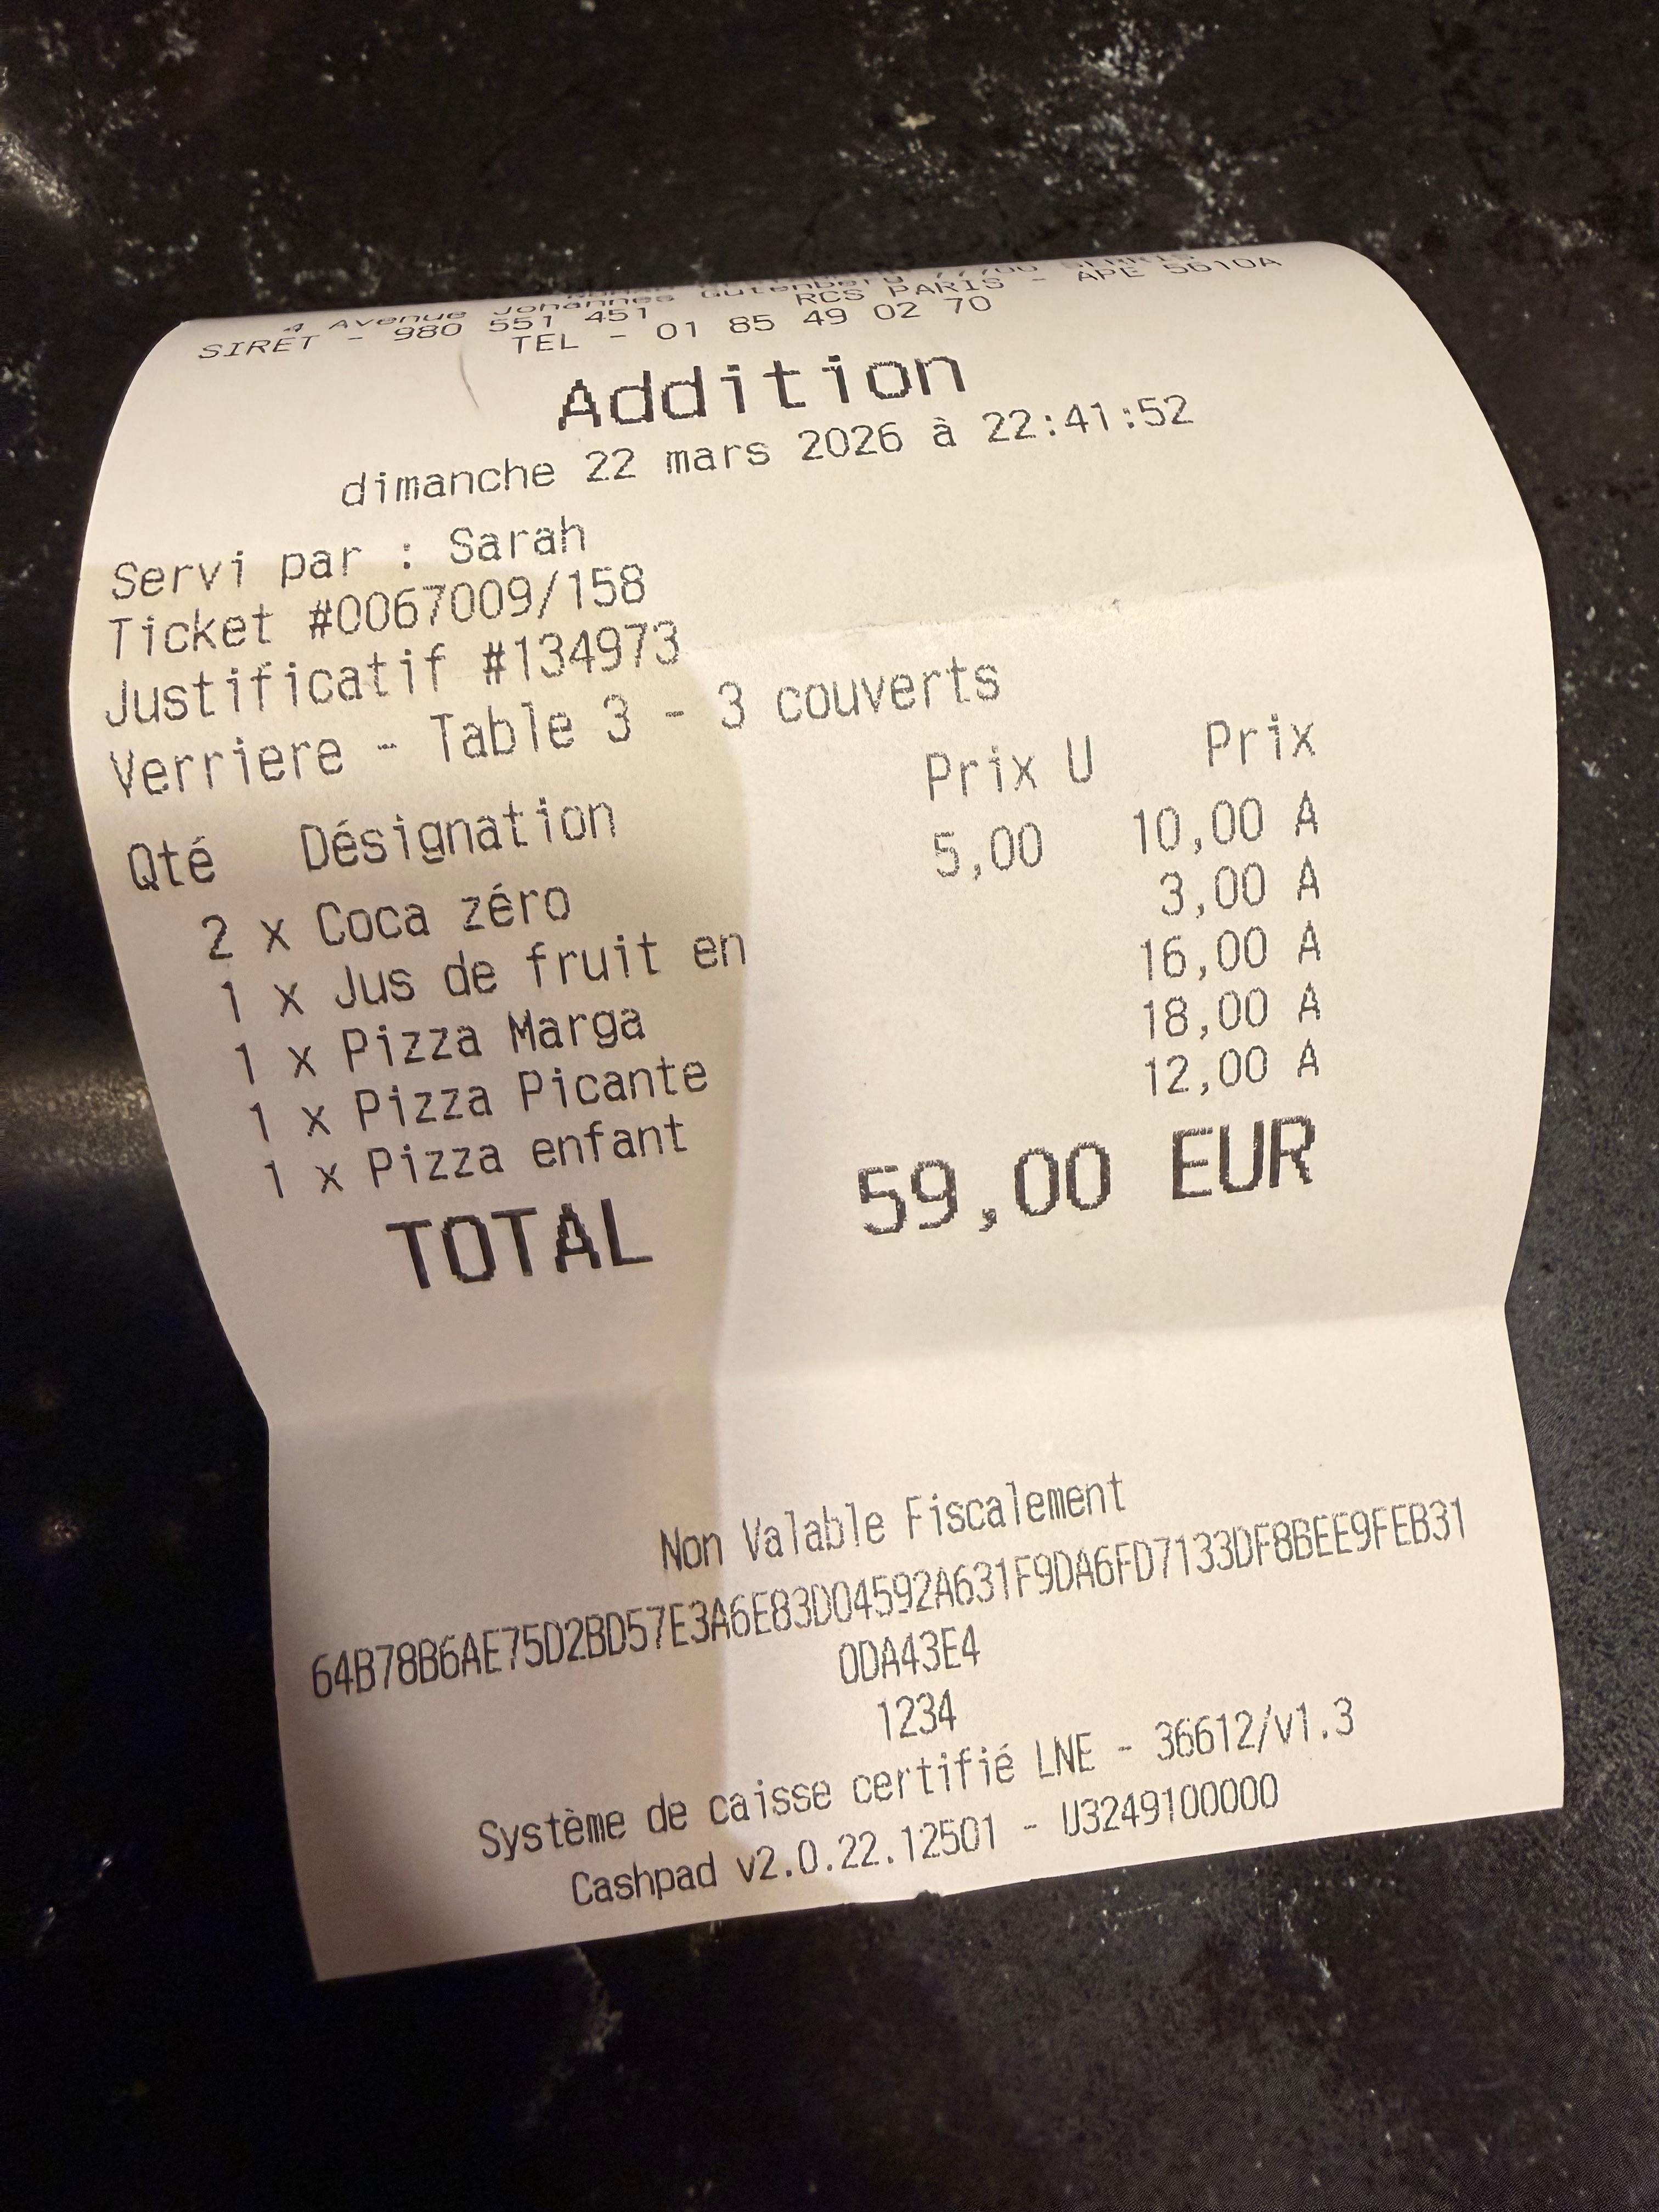 4 Avenue Johannes Gutenberg 77700
SIRET - 980 551 451 RCS PARIS - APE 5610A
TEL - 01 85 49 02 70
Addition
dimanche 22 mars 2026 à 22:41:52
Servi par : Sarah
Ticket #0067009/158
Justificatif #134973
Verriere - Table 3 - 3 couverts
Qté Désignation Prix U Prix
2 x Coca zéro 5,00 10,00 A
1 x Jus de fruit en 3,00 A
1 x Pizza Marga 16,00 A
1 x Pizza Picante 18,00 A
1 x Pizza enfant 12,00 A
TOTAL 59,00 EUR
Non Valable Fiscalement
64B78B6AE75D2BD57E3A6E83D04592A631F9DA6FD7133DF8BEE9FEB31
0DA43E4
1234
Système de caisse certifié LNE - 36612/v1.3
Cashpad v2.0.22.12501 - U3249100000